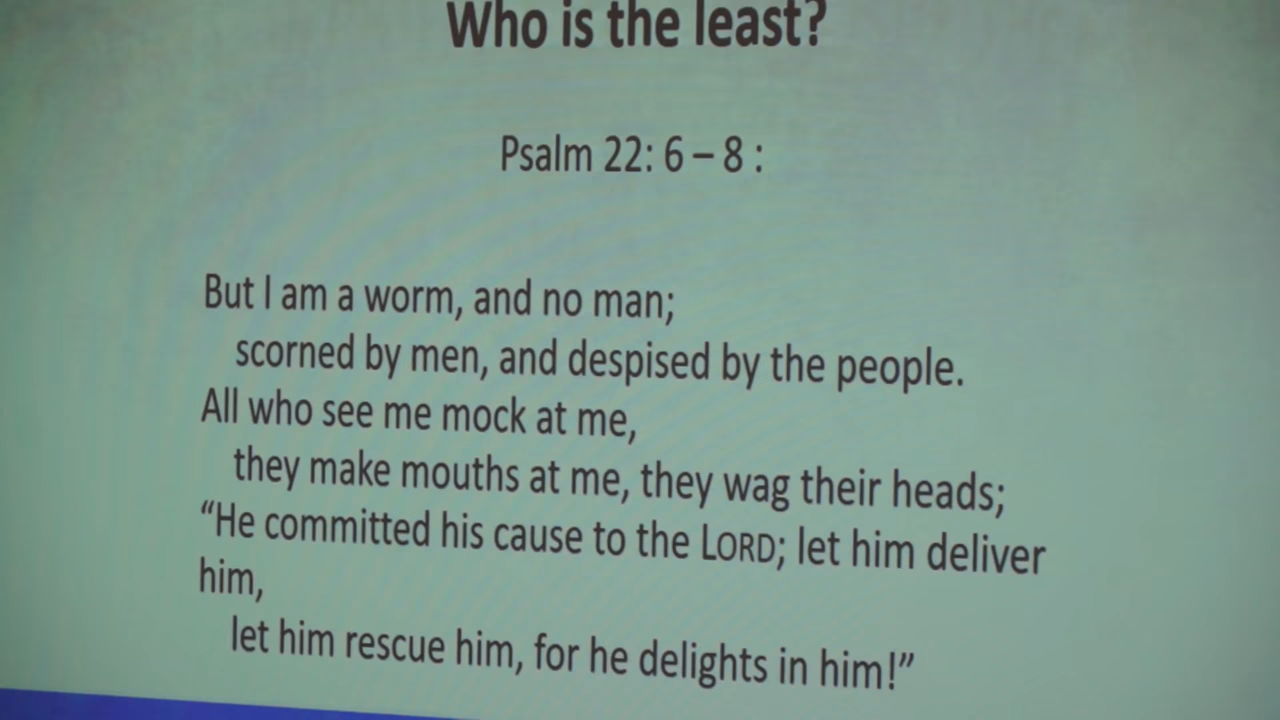 Who is the least?
Psalm 22: 6 – 8 :
But I am a worm, and no man;
scorned by men, and despised by the people.
All who see me mock at me,
they make mouths at me, they wag their heads;
“He committed his cause to the LORD; let him deliver
him,
let him rescue him, for he delights in him!”